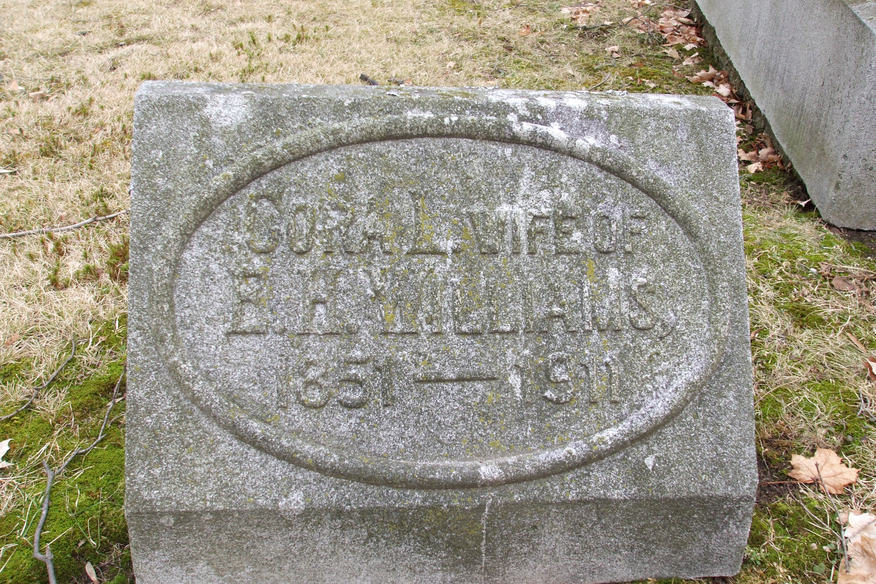 CORA L. WIFE OF
E. H. WILLIAMS.
1851 — 1911